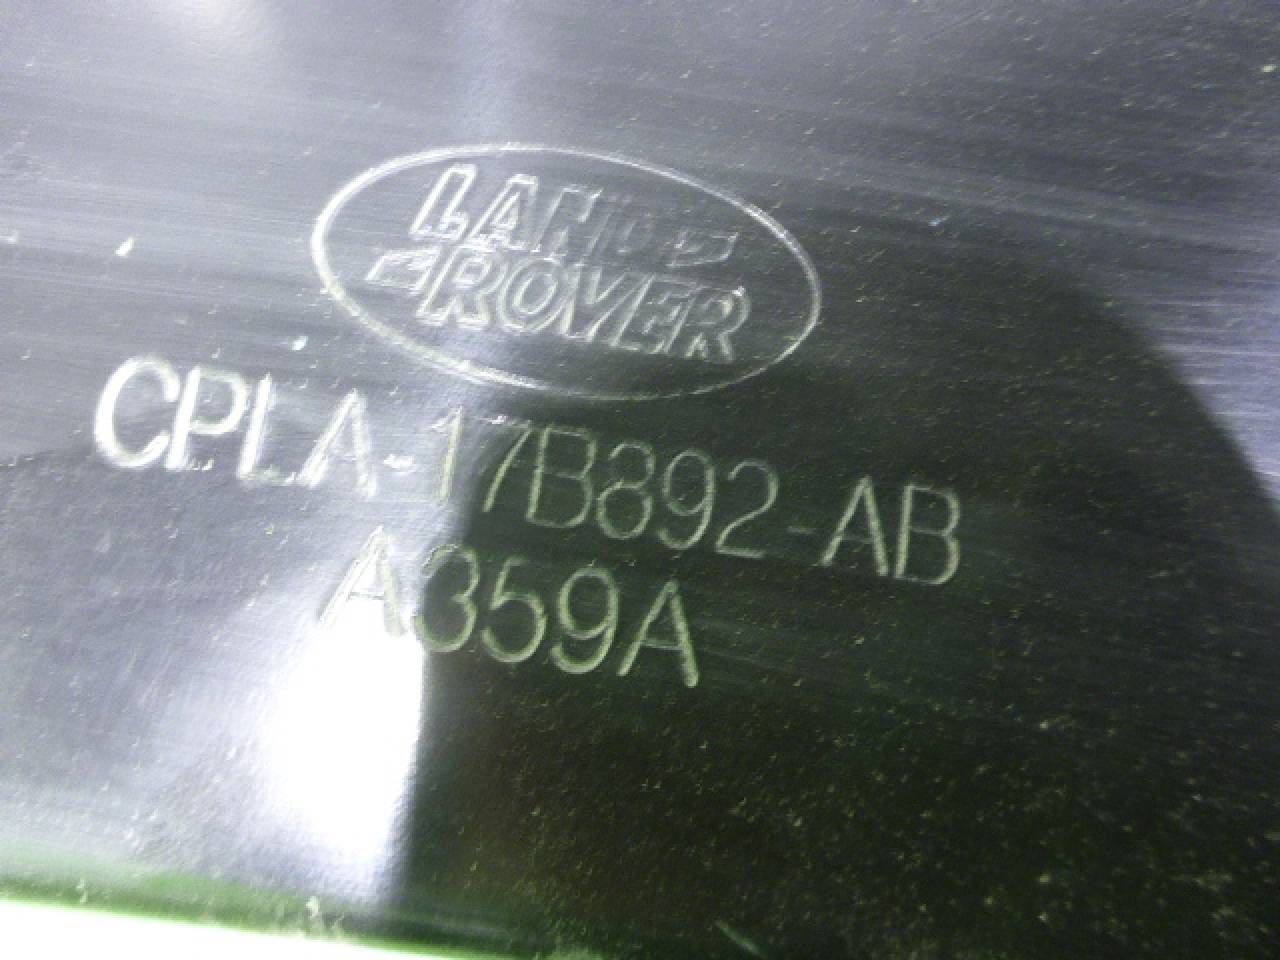 LAND
ROVER
CPLA-17B892-AB
A359A